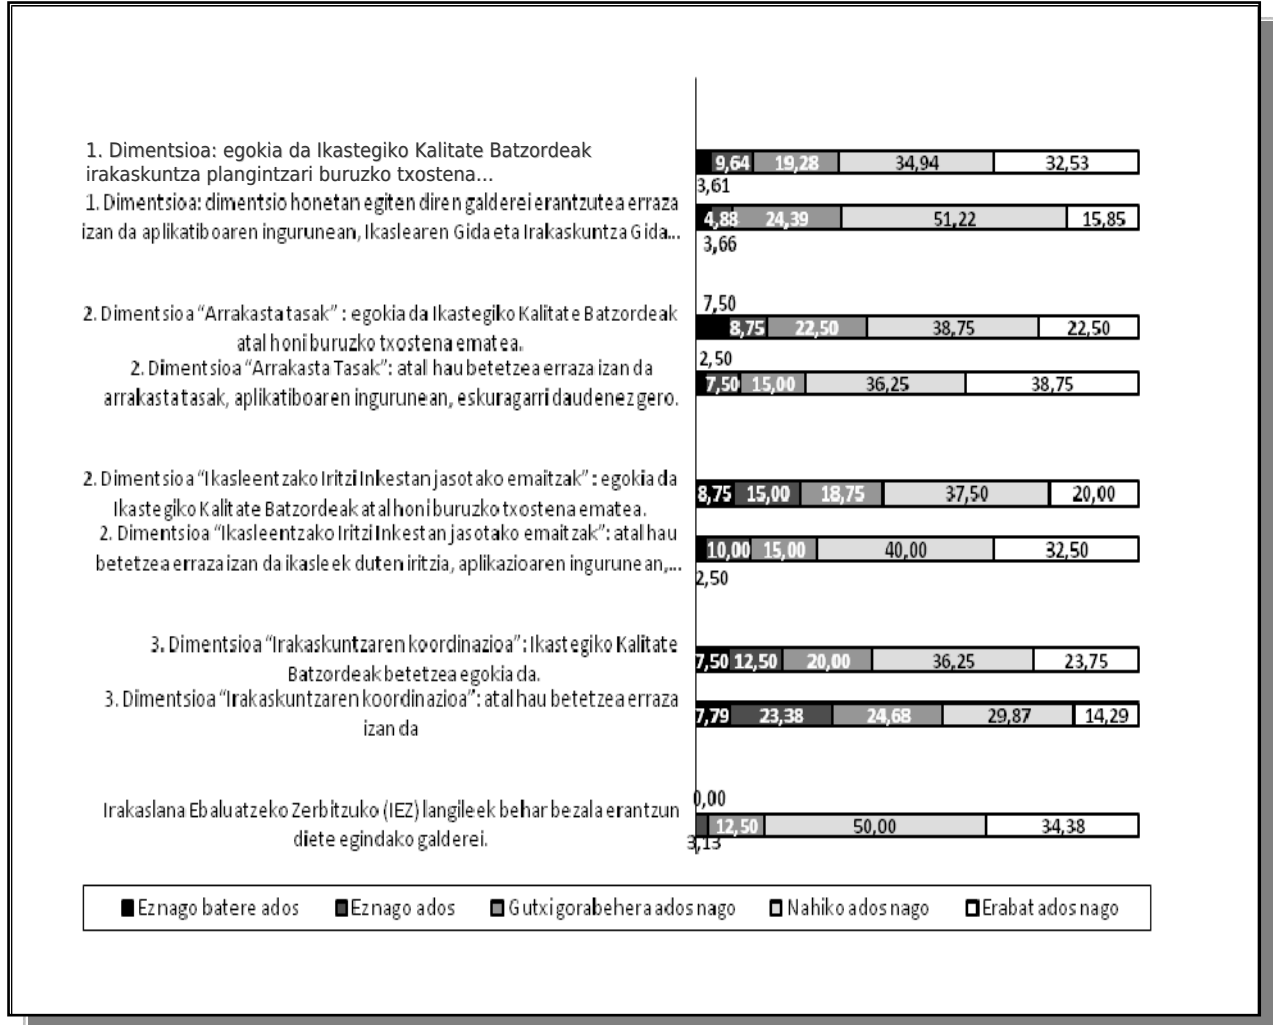 1. Dimentsioa: egokia da Ikastegiko Kalitate Batzordeak
irakaskuntza plangintzari buruzko txostena...
9,64 19,28 34,94 32,53
3,61
1. Dimentsioa: dimentsio honetan egiten diren galderei erantzutea erraza
izan da aplikatiboaren ingurunean, Ikaslearen Gida eta Irakaskuntza Gida...
4,88 24,39 51,22 15,85
3,66
7,50
2. Dimentsioa “Arrakasta tasak” : egokia da Ikastegiko Kalitate Batzordeak
atal honi buruzko txostena ematea.
8,75 22,50 38,75 22,50
2,50
2. Dimentsioa “Arrakasta Tasak”: atal hau betetzea erraza izan da
arrakasta tasak, aplikatiboaren ingurunean, eskuragarri daudenez gero.
7,50 15,00 36,25 38,75
2. Dimentsioa “Ikasleentzako Iritzi Inkestan jasotako emaitzak” : egokia da
Ikastegiko Kalitate Batzordeak atal honi buruzko txostena ematea.
8,75 15,00 18,75 37,50 20,00
2. Dimentsioa “Ikasleentzako Iritzi Inkestan jasotako emaitzak”: atal hau
betetzea erraza izan da ikasleek duten iritzia, aplikazioaren ingurunean,...
10,00 15,00 40,00 32,50
2,50
3. Dimentsioa “Irakaskuntzaren koordinazioa”: Ikastegiko Kalitate
Batzordeak betetzea egokia da.
7,50 12,50 20,00 36,25 23,75
3. Dimentsioa “Irakaskuntzaren koordinazioa”: atal hau betetzea erraza
izan da
7,79 23,38 24,68 29,87 14,29
0,00
Irakaslana Ebaluatzeko Zerbitzuko (IEZ) langileek behar bezala erantzun
diete egindako galderei.
12,50 50,00 34,38
3,13
Ez nago batere ados Ez nago ados Gutxi gorabehera ados nago Nahiko ados nago Erabat ados nago